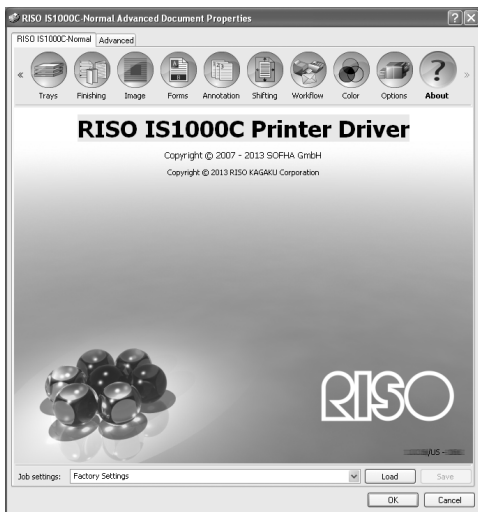 RISO IS1000C-Normal Advanced Document Properties
RISO IS1000C-Normal Advanced
« Trays Finishing Image Forms Annotation Shifting Workflow Color Options About »
RISO IS1000C Printer Driver
Copyright © 2007 - 2013 SOFHA GmbH
Copyright © 2013 RISO KAGAKU Corporation
RISO
/US -
Job settings: Factory Settings Load Save
OK Cancel